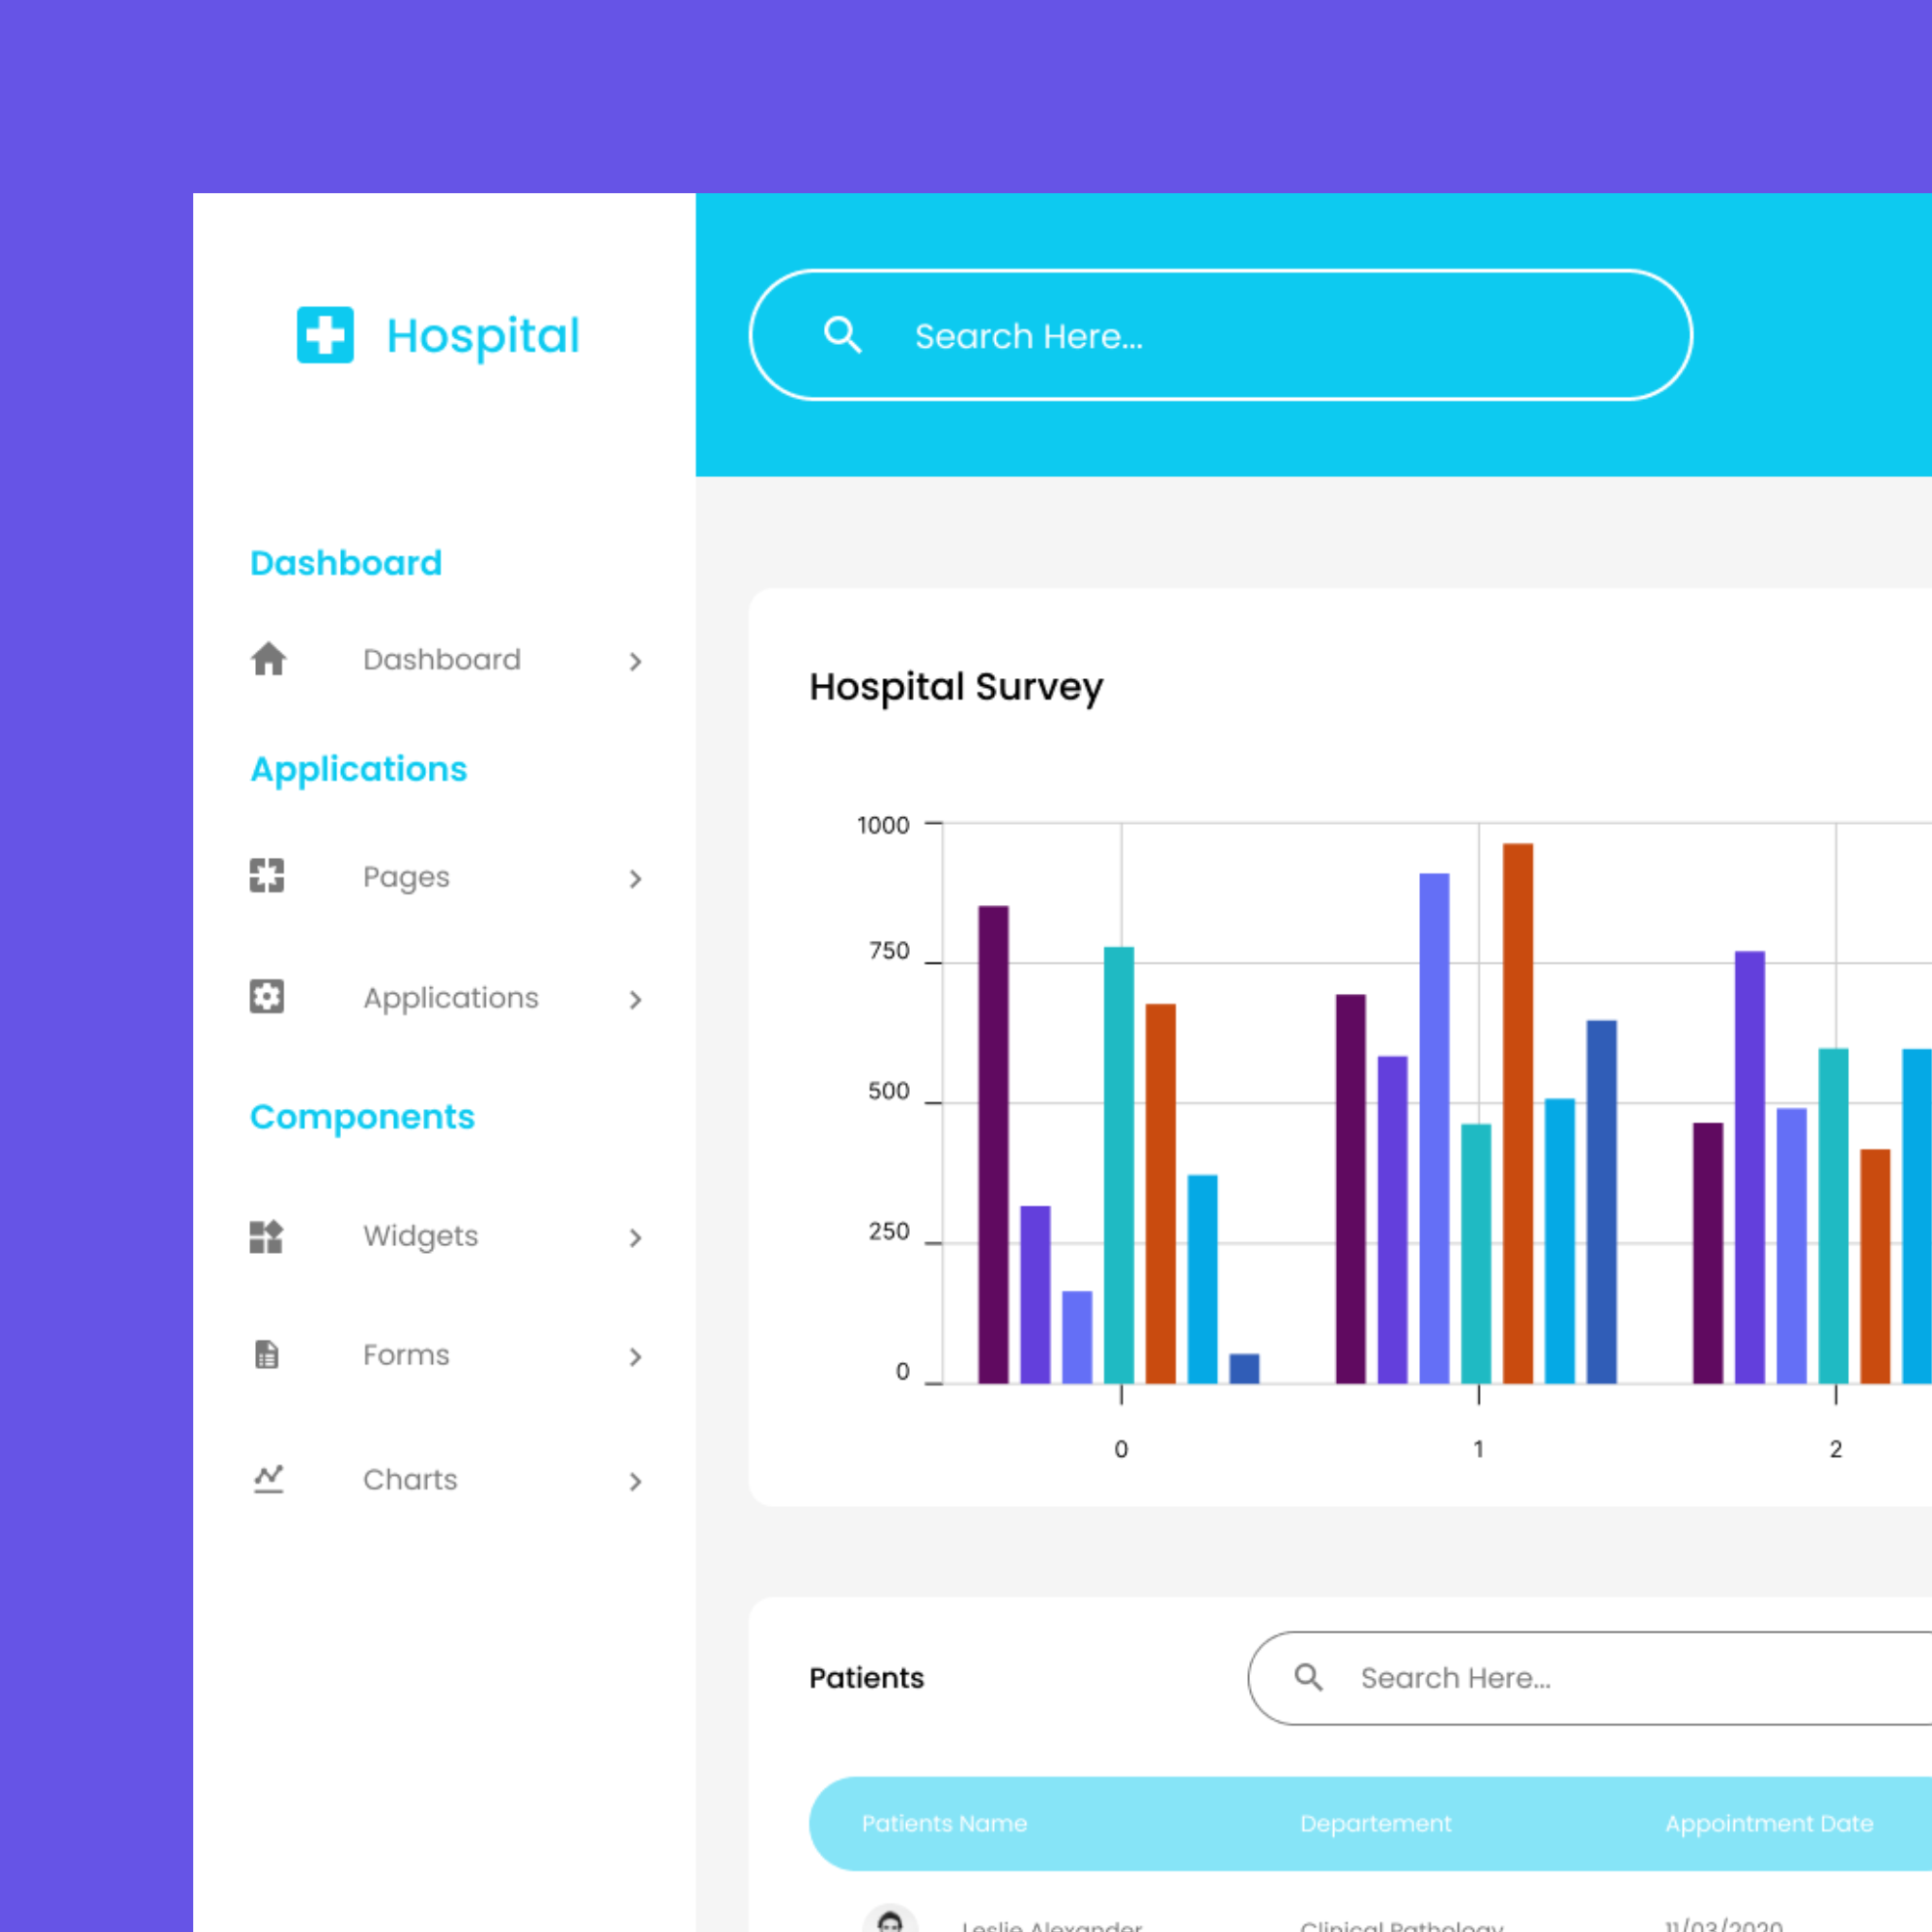 Hospital
Search Here...
Dashboard
Dashboard
Applications
Pages
Applications
Components
Widgets
Forms
Charts
Hospital Survey
1000
750
500
250
0
0 1 2
Patients
Search Here...
Patients Name Departement Appointment Date
Leslie Alexander Clinical Pathology 11/03/2020